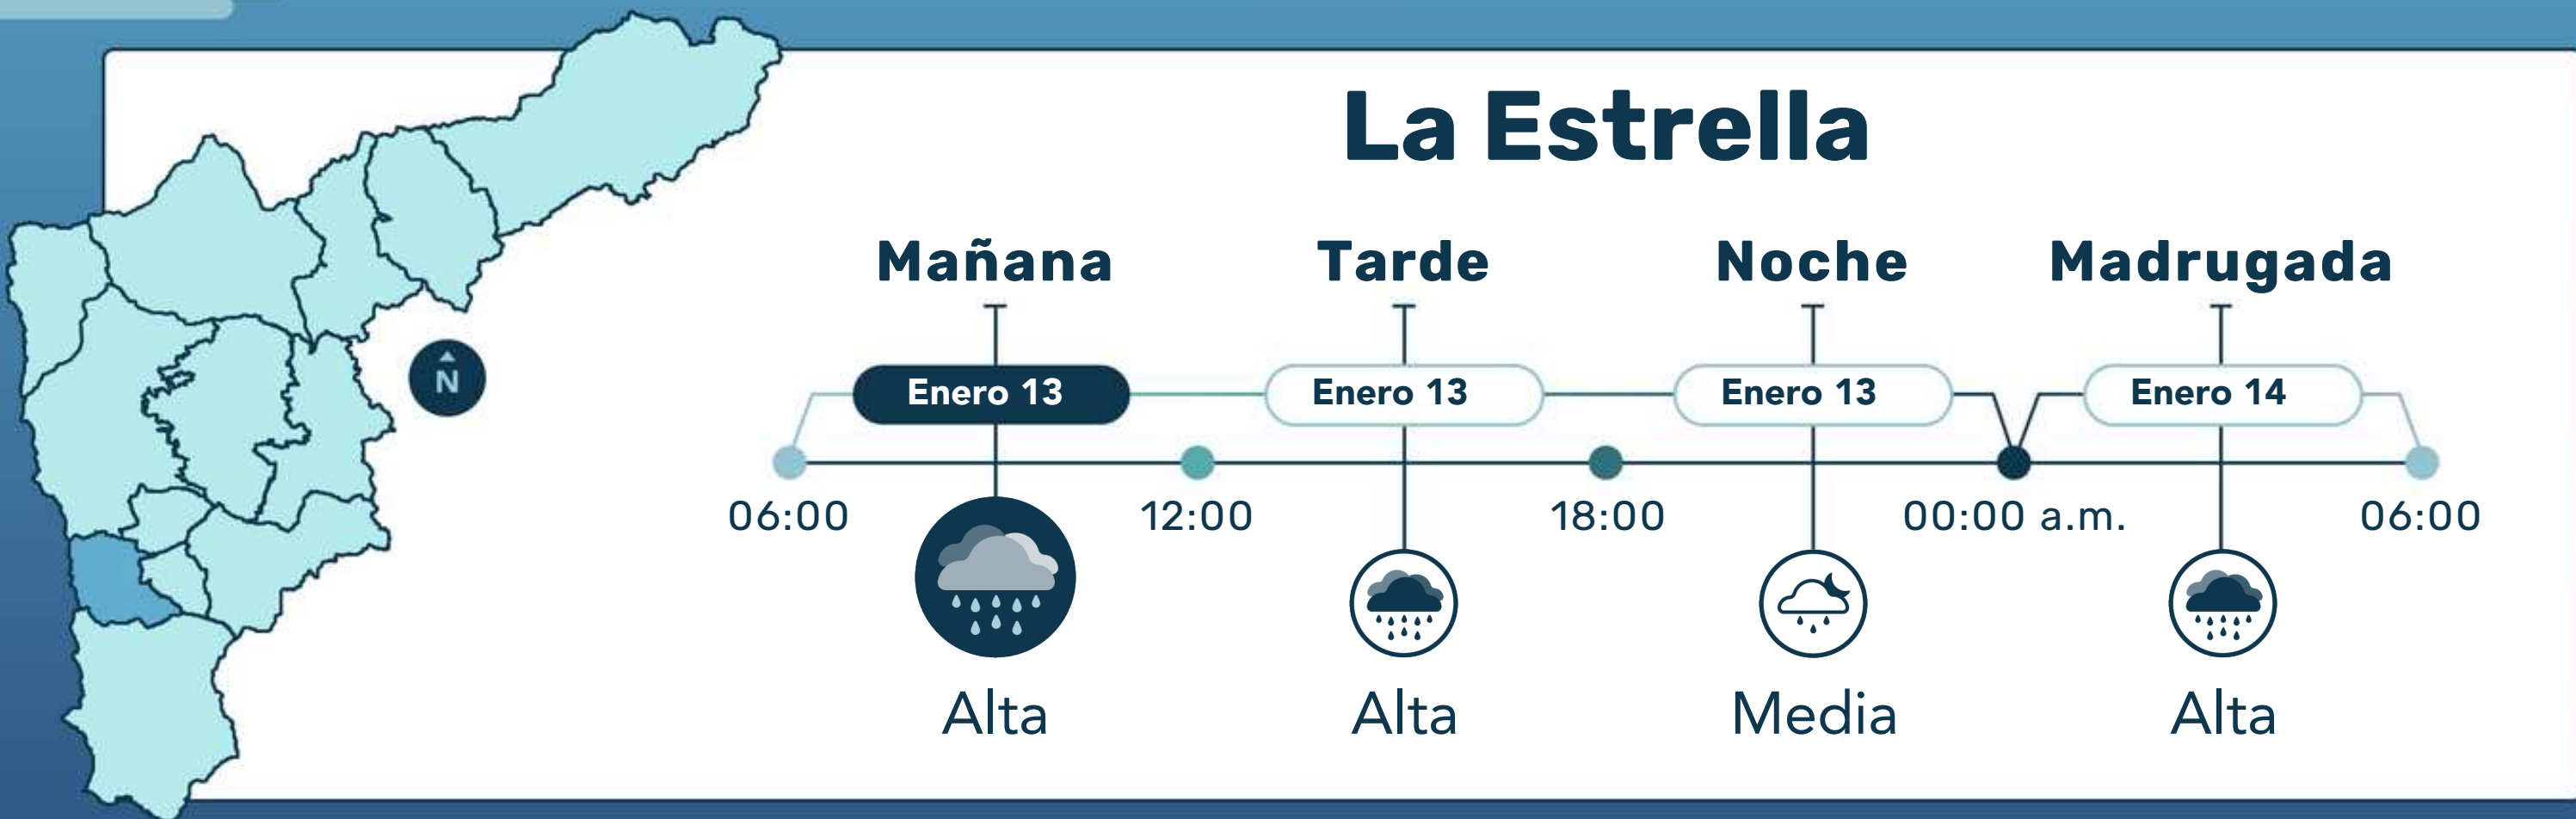 La Estrella
Mañana Tarde Noche Madrugada
N
Enero 13 Enero 13 Enero 13 Enero 14
06:00 12:00 18:00 00:00 a.m. 06:00
Alta Alta Media Alta